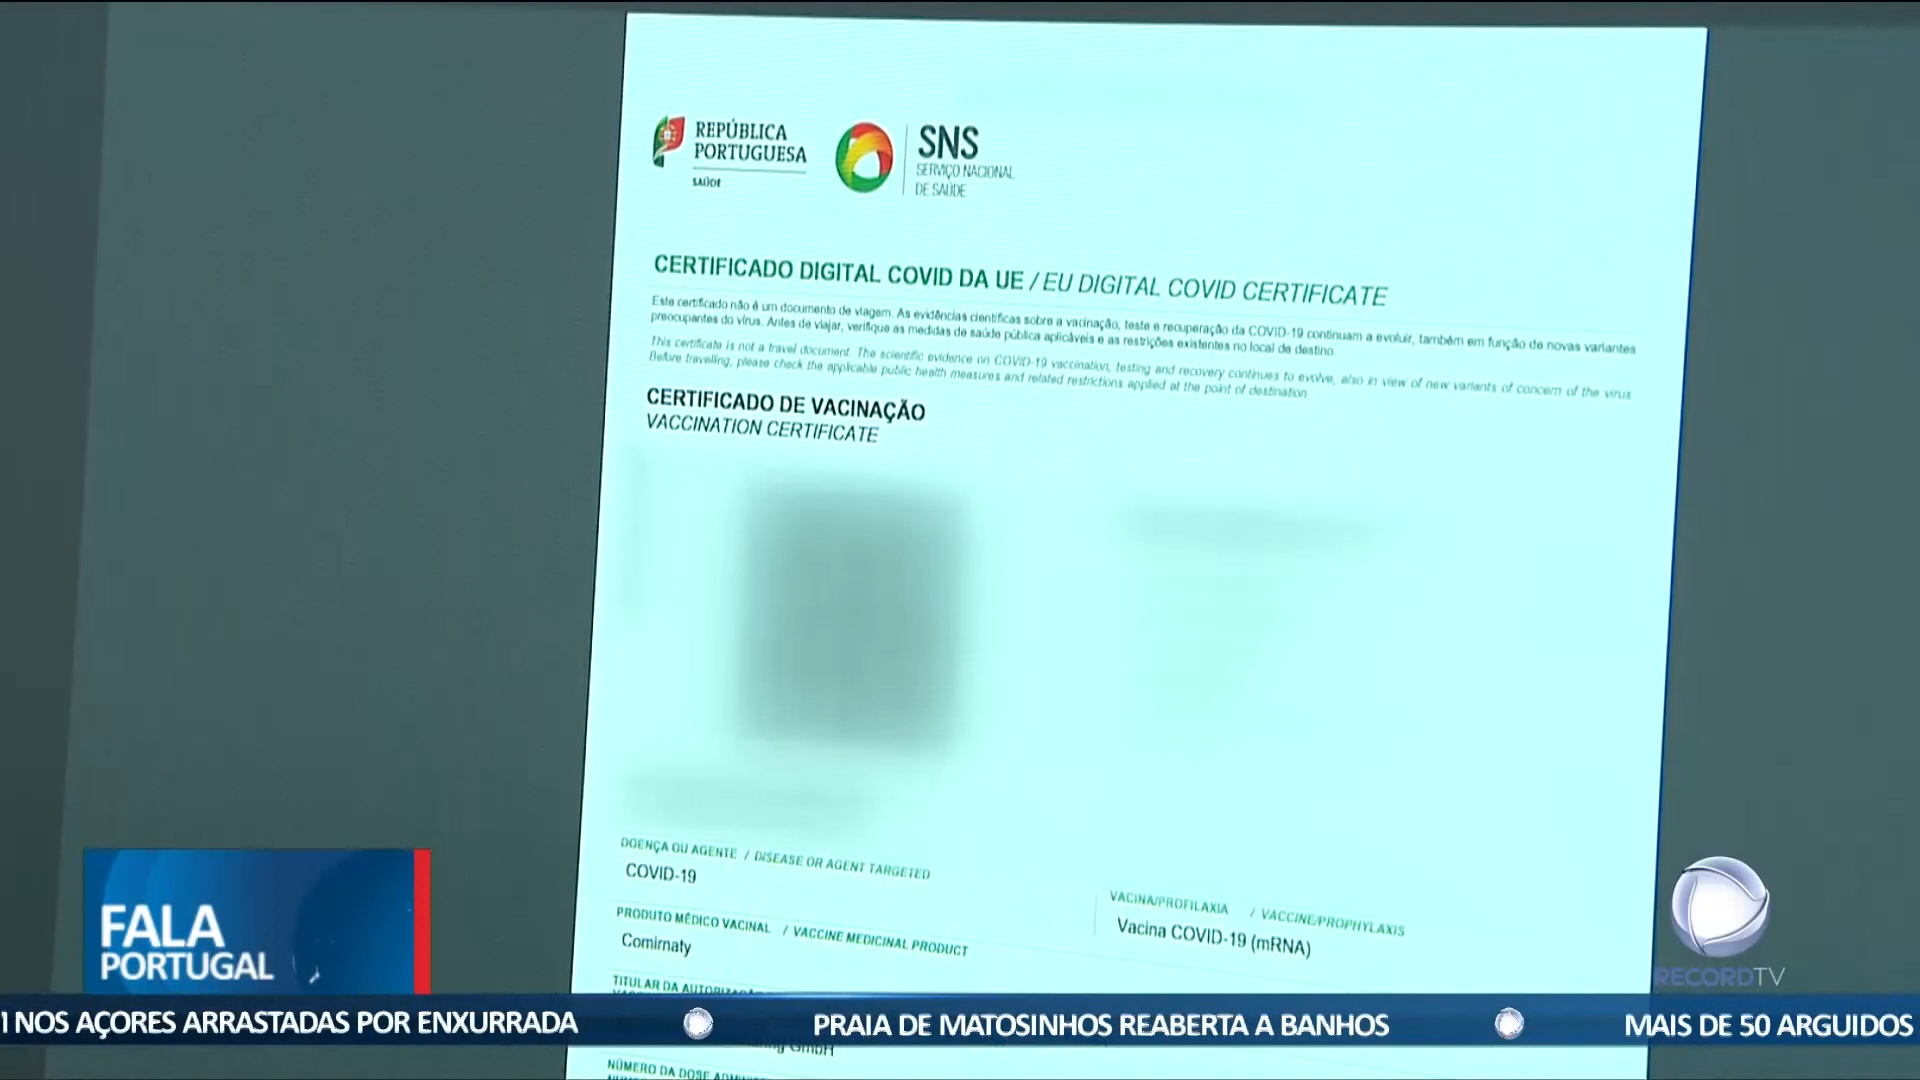 REPÚBLICA
PORTUGUESA
SAÚDE
SNS
SERVIÇO NACIONAL
DE SAÚDE
CERTIFICADO DIGITAL COVID DA UE / EU DIGITAL COVID CERTIFICATE
Este certificado não é um documento de viagem. As evidências científicas sobre a vacinação, teste e recuperação da COVID-19 continuam a evoluir, também em função de novas variantes
preocupantes do vírus. Antes de viajar, verifique as medidas de saúde pública aplicáveis e as restrições existentes no local de destino.
This certificate is not a travel document. The scientific evidence on COVID-19 vaccination, testing and recovery continues to evolve, also in view of new variants of concern of the virus.
Before travelling, please check the applicable public health measures and related restrictions applied at the point of destination.
CERTIFICADO DE VACINAÇÃO
VACCINATION CERTIFICATE
DOENÇA OU AGENTE / DISEASE OR AGENT TARGETED
COVID-19
VACINA/PROFILAXIA / VACCINE/PROPHYLAXIS
Vacina COVID-19 (mRNA)
PRODUTO MÉDICO VACINAL / VACCINE MEDICINAL PRODUCT
Comirnaty
TITULAR DA
GmbH
NÚMERO DA DOSE
FALA
PORTUGAL
RECORDTV
NOS AÇORES ARRASTADAS POR ENXURRADA
PRAIA DE MATOSINHOS REABERTA A BANHOS
MAIS DE 50 ARGUIDOS